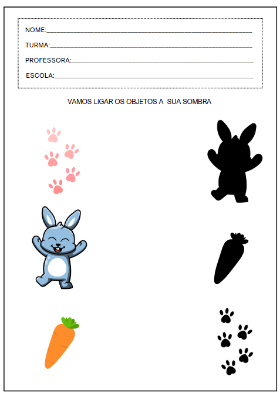 NOME:
TURMA:
PROFESSORA:
ESCOLA:
VAMOS LIGAR OS OBJETOS A SUA SOMBRA